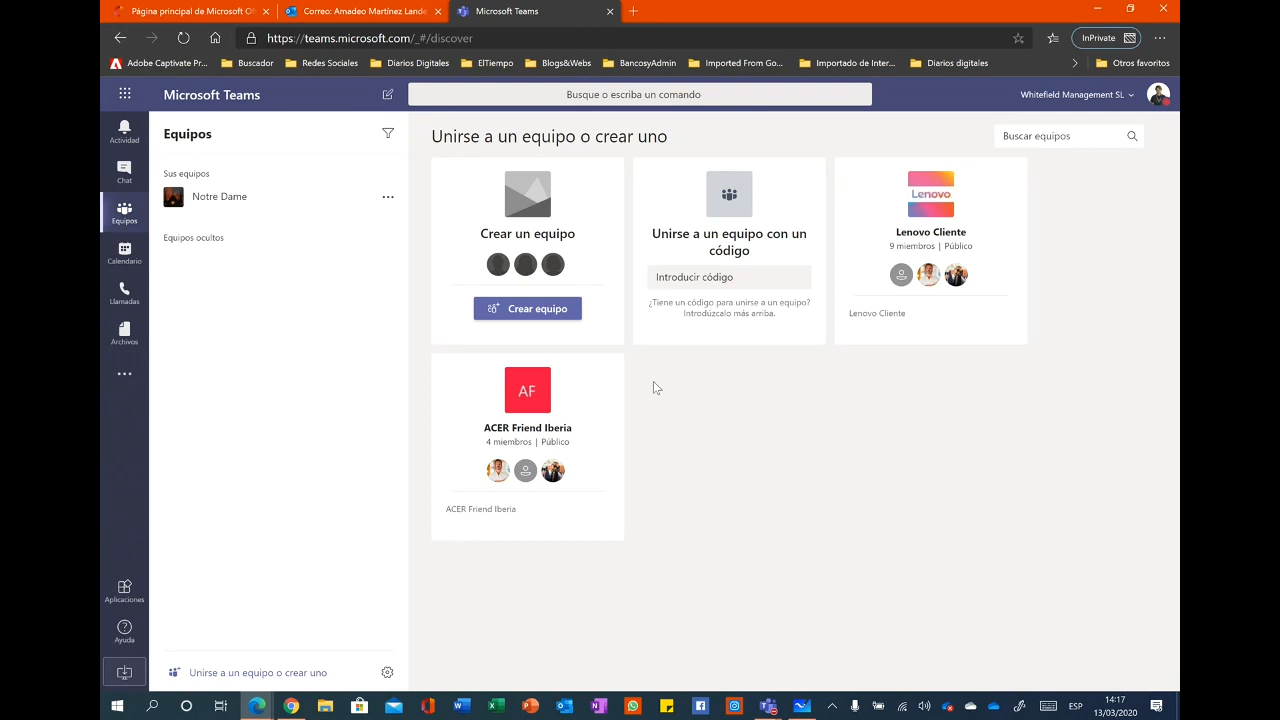 Página principal de Microsoft Of
Correo: Amadeo Martínez Lande
Microsoft Teams
https://teams.microsoft.com/_#/discover
InPrivate
Adobe Captivate Pr...
Buscador
Redes Sociales
Diarios Digitales
ElTiempo
Blogs&Webs
BancosyAdmin
Imported From Go...
Importado de Inter...
Diarios digitales
Otros favoritos
Microsoft Teams
Busque o escriba un comando
Whitefield Management SL
Actividad
Chat
Equipos
Calendario
Llamadas
Archivos
Aplicaciones
Ayuda
Equipos
Sus equipos
Notre Dame
Equipos ocultos
Unirse a un equipo o crear uno
Unirse a un equipo o crear uno
Buscar equipos
Crear un equipo
Crear equipo
Unirse a un equipo con un
código
Introducir código
¿Tiene un código para unirse a un equipo?
Introdúzcalo más arriba.
Lenovo
Lenovo Cliente
9 miembros | Público
Lenovo Cliente
AF
ACER Friend Iberia
4 miembros | Público
ACER Friend Iberia
ESP
14:17
13/03/2020